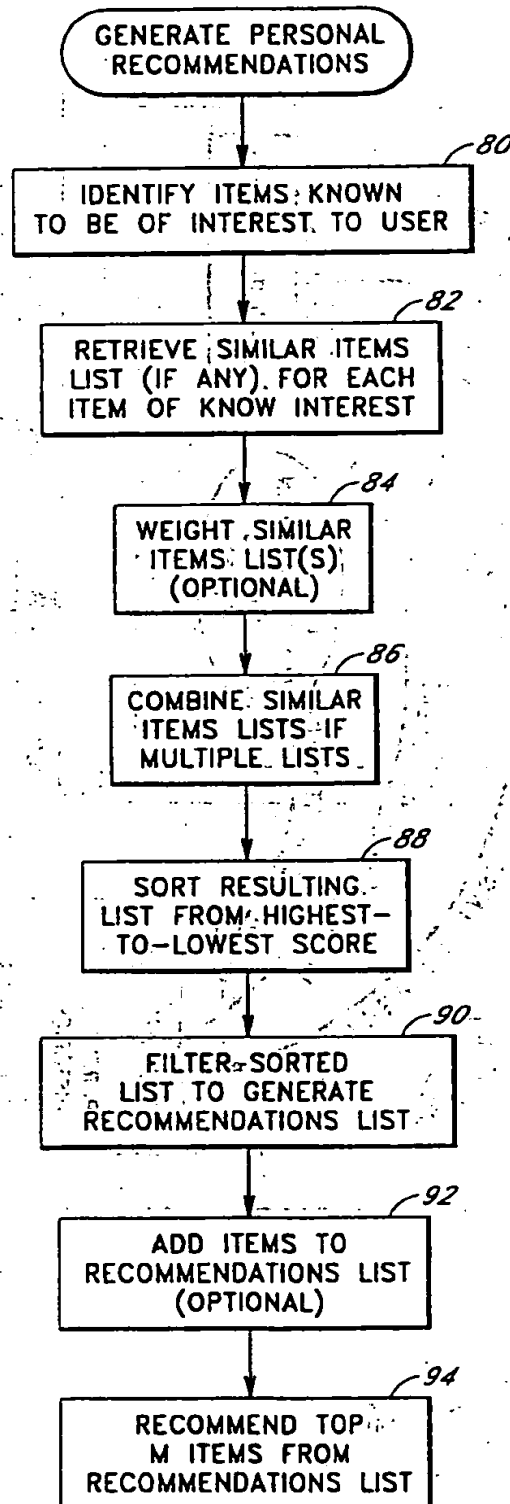 GENERATE PERSONAL
RECOMMENDATIONS
80
IDENTIFY ITEMS KNOWN
TO BE OF INTEREST TO USER
82
RETRIEVE SIMILAR ITEMS
LIST (IF ANY) FOR EACH
ITEM OF KNOW INTEREST
84
WEIGHT SIMILAR
ITEMS LIST(S)
(OPTIONAL)
86
COMBINE SIMILAR
ITEMS LISTS IF
MULTIPLE LISTS
88
SORT RESULTING
LIST FROM HIGHEST-
TO-LOWEST SCORE
90
FILTER SORTED
LIST TO GENERATE
RECOMMENDATIONS LIST
92
ADD ITEMS TO
RECOMMENDATIONS LIST
(OPTIONAL)
94
RECOMMEND TOP
M ITEMS FROM
RECOMMENDATIONS LIST